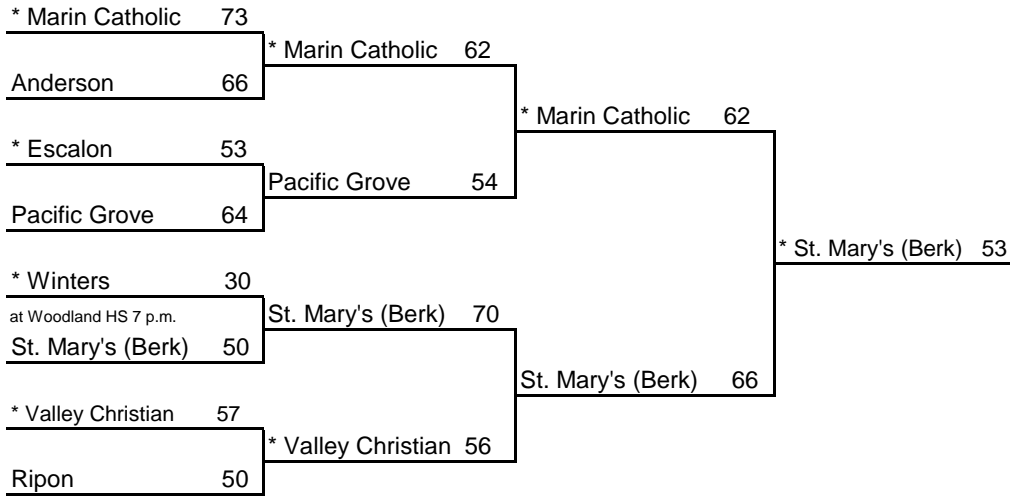 * Marin Catholic 73
* Marin Catholic 62
Anderson 66
* Marin Catholic 62
* Escalon 53
Pacific Grove 54
Pacific Grove 64
* St. Mary's (Berk) 53
* Winters 30
at Woodland HS 7 p.m.
St. Mary's (Berk) 70
St. Mary's (Berk) 50
St. Mary's (Berk) 66
* Valley Christian 57
* Valley Christian 56
Ripon 50